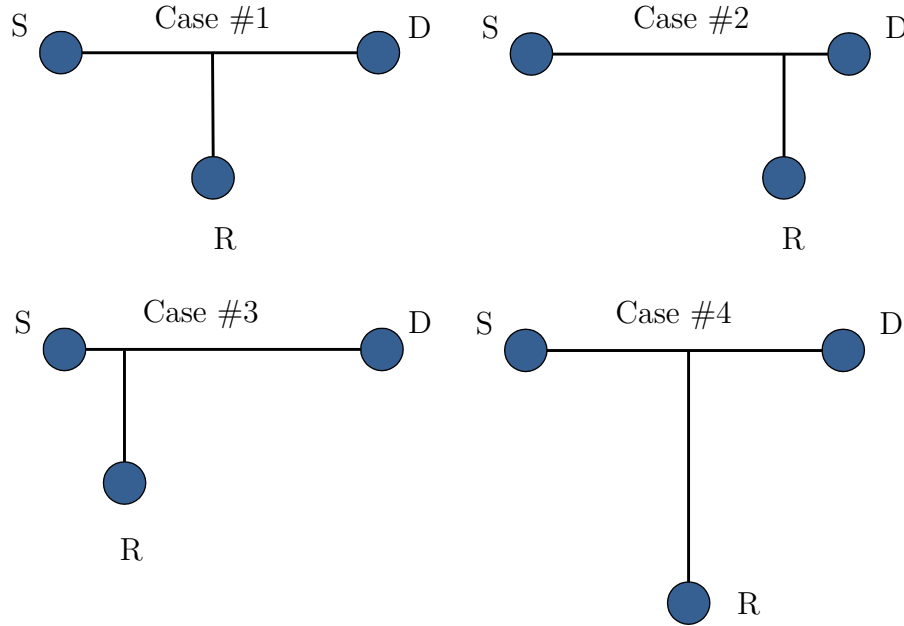 S Case #1 D
R
S Case #2 D
R
S Case #3 D
R
S Case #4 D
R